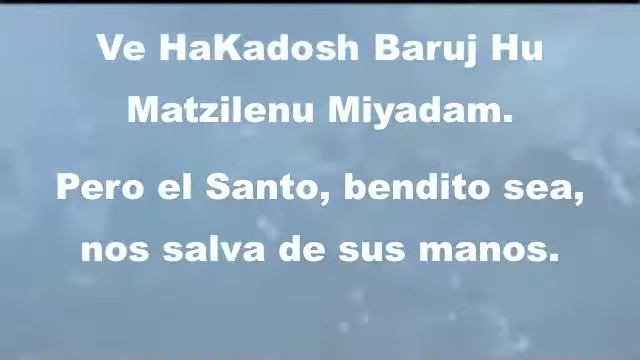 Ve HaKadosh Baruj Hu
Matzilenu Miyadam.
Pero el Santo, bendito sea,
nos salva de sus manos.